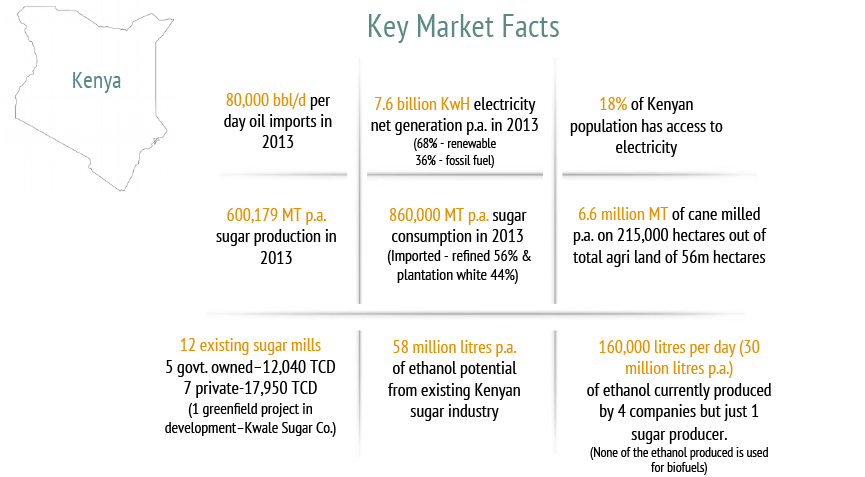 Key Market Facts
Kenya
80,000 bbl/d per
day oil imports in
2013
7.6 billion KwH electricity
net generation p.a. in 2013
(68% - renewable
36% - fossil fuel)
18% of Kenyan
population has access to
electricity
600,179 MT p.a.
sugar production in
2013
860,000 MT p.a. sugar
consumption in 2013
(Imported - refined 56% &
plantation white 44%)
6.6 million MT of cane milled
p.a. on 215,000 hectares out of
total agri land of 56m hectares
12 existing sugar mills
5 govt. owned–12,040 TCD
7 private-17,950 TCD
(1 greenfield project in
development–Kwale Sugar Co.)
58 million litres p.a.
of ethanol potential
from existing Kenyan
sugar industry
160,000 litres per day (30
million litres p.a.)
of ethanol currently produced
by 4 companies but just 1
sugar producer.
(None of the ethanol produced is used
for biofuels)